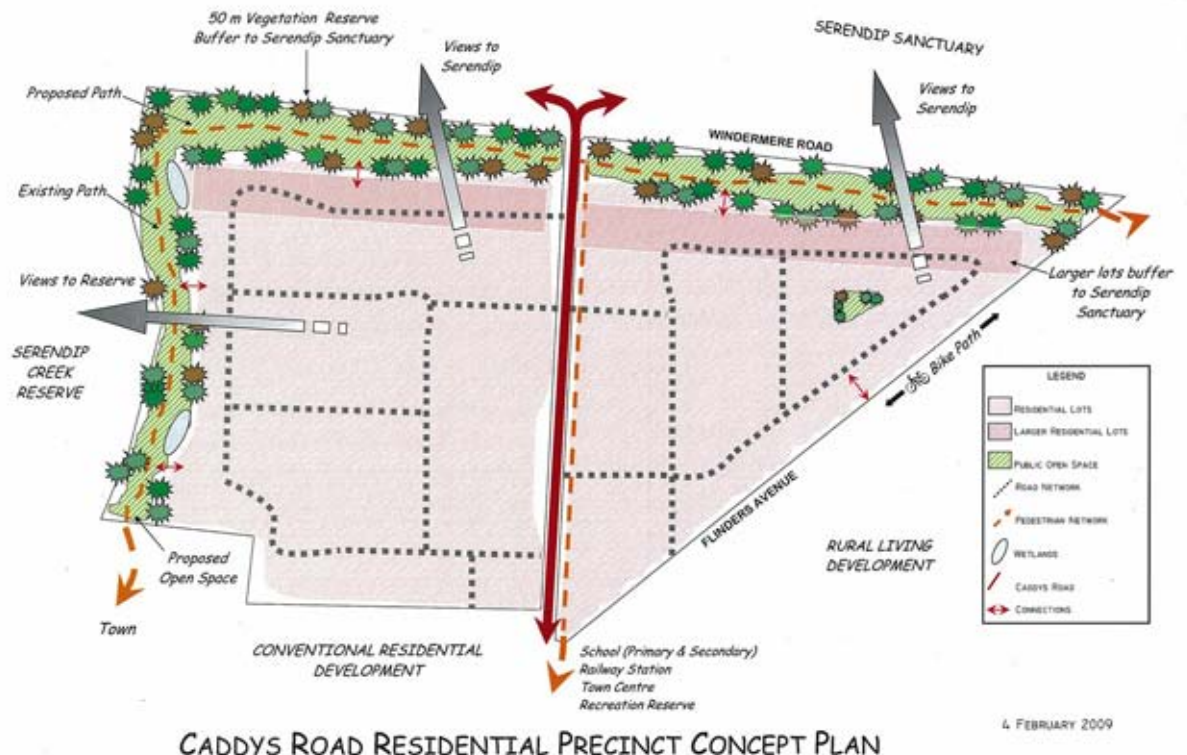 50 m Vegetation Reserve
Buffer to Serendip Sanctuary
Views to
Serendip
SERENDIP SANCTUARY
Proposed Path
Views to
Serendip
WINDERMERE ROAD
Existing Path
Views to Reserve
Larger lots buffer
to Serendip
Sanctuary
SERENDIP
CREEK
RESERVE
Bike Path
LEGEND
RESIDENTIAL LOTS
LARGER RESIDENTIAL LOTS
PUBLIC OPEN SPACE
ROAD NETWORK
PEDESTRIAN NETWORK
WETLANDS
CADDYS ROAD
CONNECTIONS
FLINDERS AVENUE
RURAL LIVING
DEVELOPMENT
Proposed
Open Space
Town
CONVENTIONAL RESIDENTIAL
DEVELOPMENT
School (Primary & Secondary)
Railway Station
Town Centre
Recreation Reserve
4 FEBRUARY 2009
CADDYS ROAD RESIDENTIAL PRECINCT CONCEPT PLAN